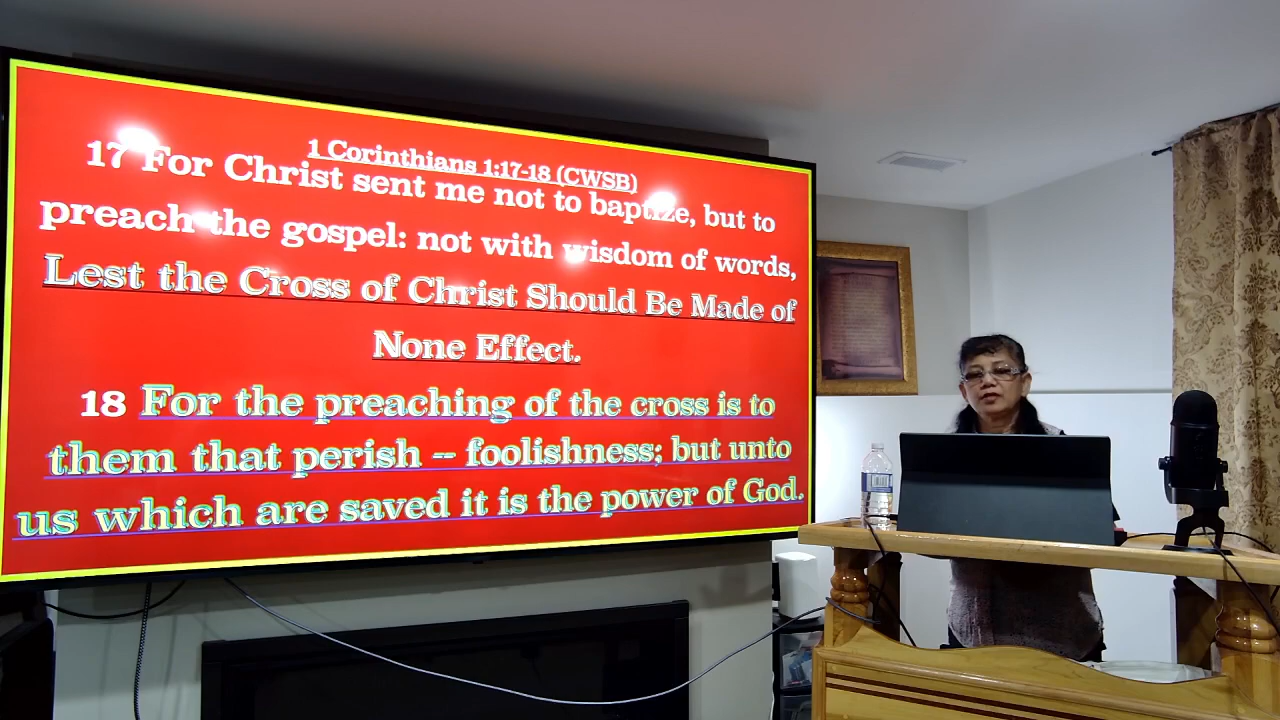 1 Corinthians 1:17-18 (CWSB)
17 For Christ sent me not to baptize, but to
preach the gospel: not with wisdom of words,
Lest the Cross of Christ Should Be Made of
None Effect.
18 For the preaching of the cross is to
them that perish -- foolishness; but unto
us which are saved it is the power of God.